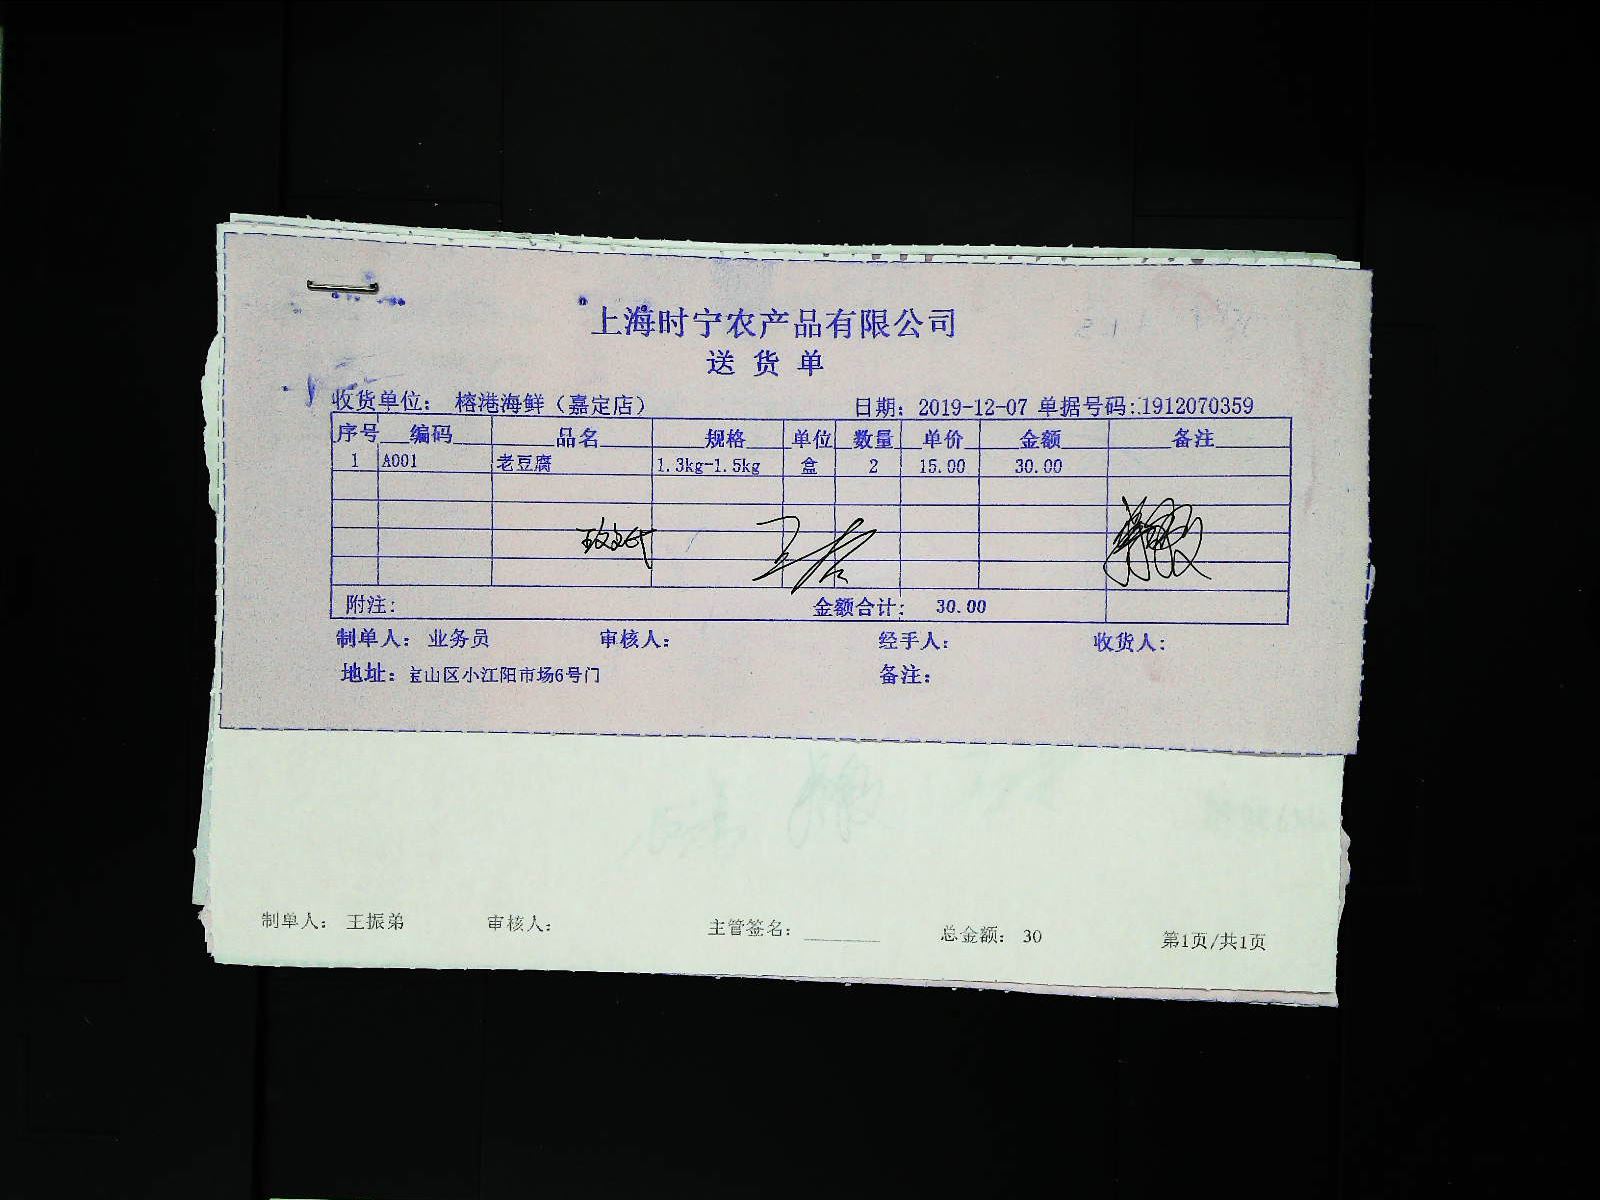 上海时宁农产品有限公司
送货单
收货单位： 榕港海鲜（嘉定店） 日期：2019-12-07 单据号码：1912070359
序号 编码 品名 规格 单位 数量 单价 金额 备注
1 A001 老豆腐 1.3kg-1.5kg 盒 2 15.00 30.00
附注： 金额合计： 30.00
制单人： 业务员 审核人： 经手人： 收货人：
地址：宝山区小江阳市场6号门 备注：
制单人： 王振弟 审核人： 主管签名： 总金额： 30 第1页/共1页